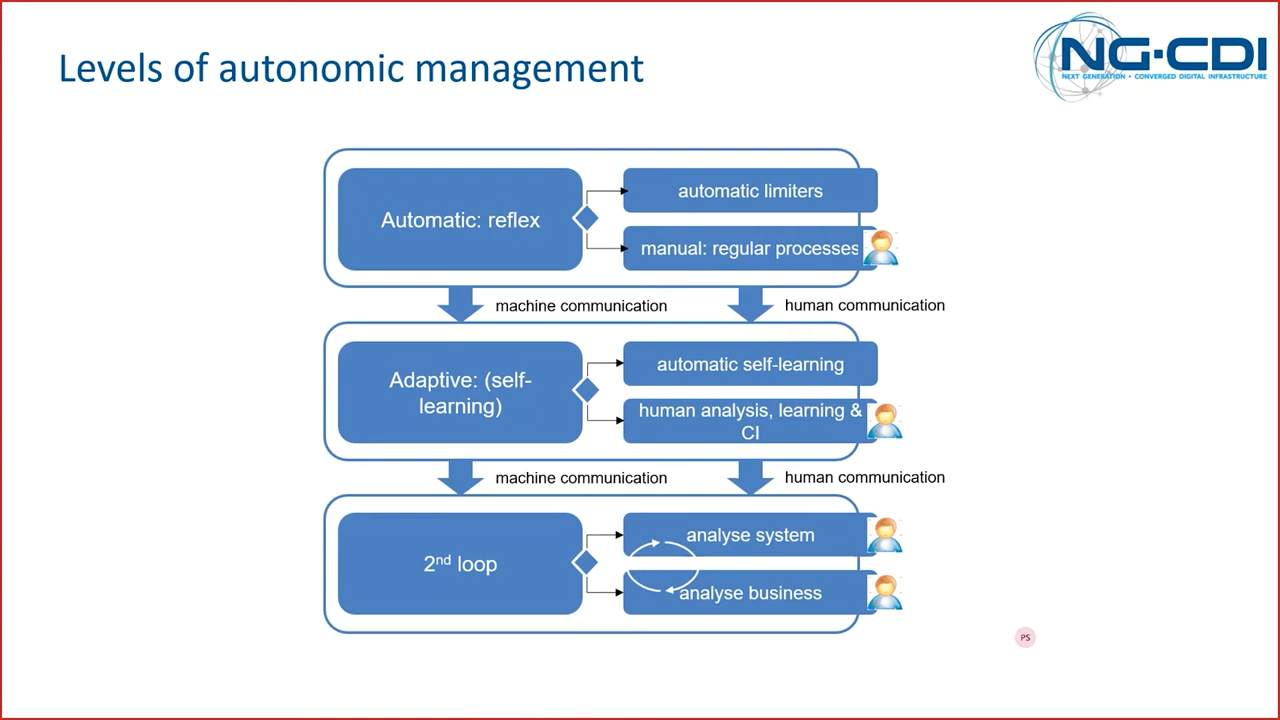 Levels of autonomic management
NG·CDI
NEXT GENERATION • CONVERGED DIGITAL INFRASTRUCTURE
Automatic: reflex
automatic limiters
manual: regular processes
machine communication
human communication
Adaptive: (self-
learning)
automatic self-learning
human analysis, learning &
CI
machine communication
human communication
2nd loop
analyse system
analyse business
PS